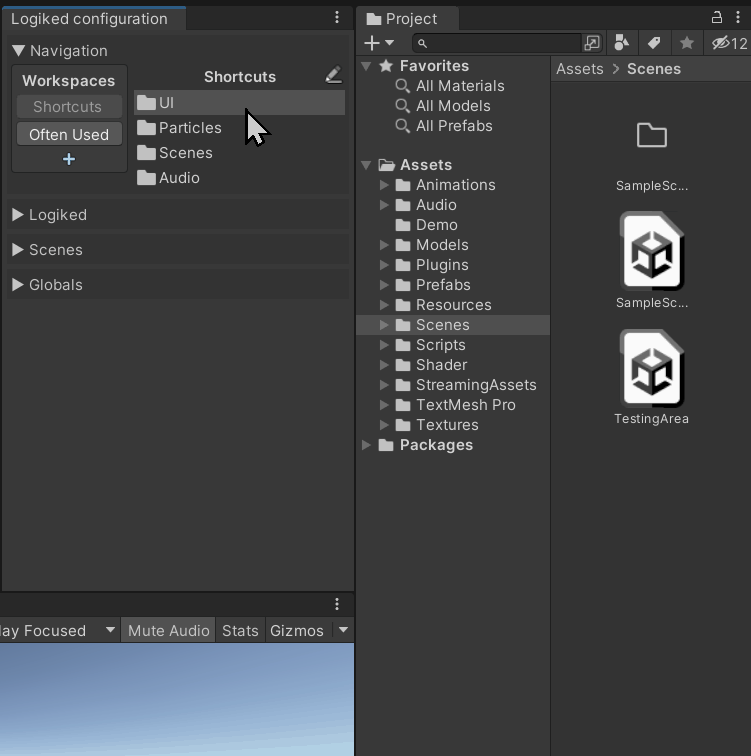 Logiked configuration
Navigation
Workspaces
Shortcuts
Often Used
+
Shortcuts
UI
Particles
Scenes
Audio
Logiked
Scenes
Globals
lay Focused
Mute Audio
Stats
Gizmos
Project
12
Favorites
All Materials
All Models
All Prefabs
Assets
Animations
Audio
Demo
Models
Plugins
Prefabs
Resources
Scenes
Scripts
Shader
StreamingAssets
TextMesh Pro
Textures
Packages
Assets > Scenes
SampleSc...
SampleSc...
TestingArea